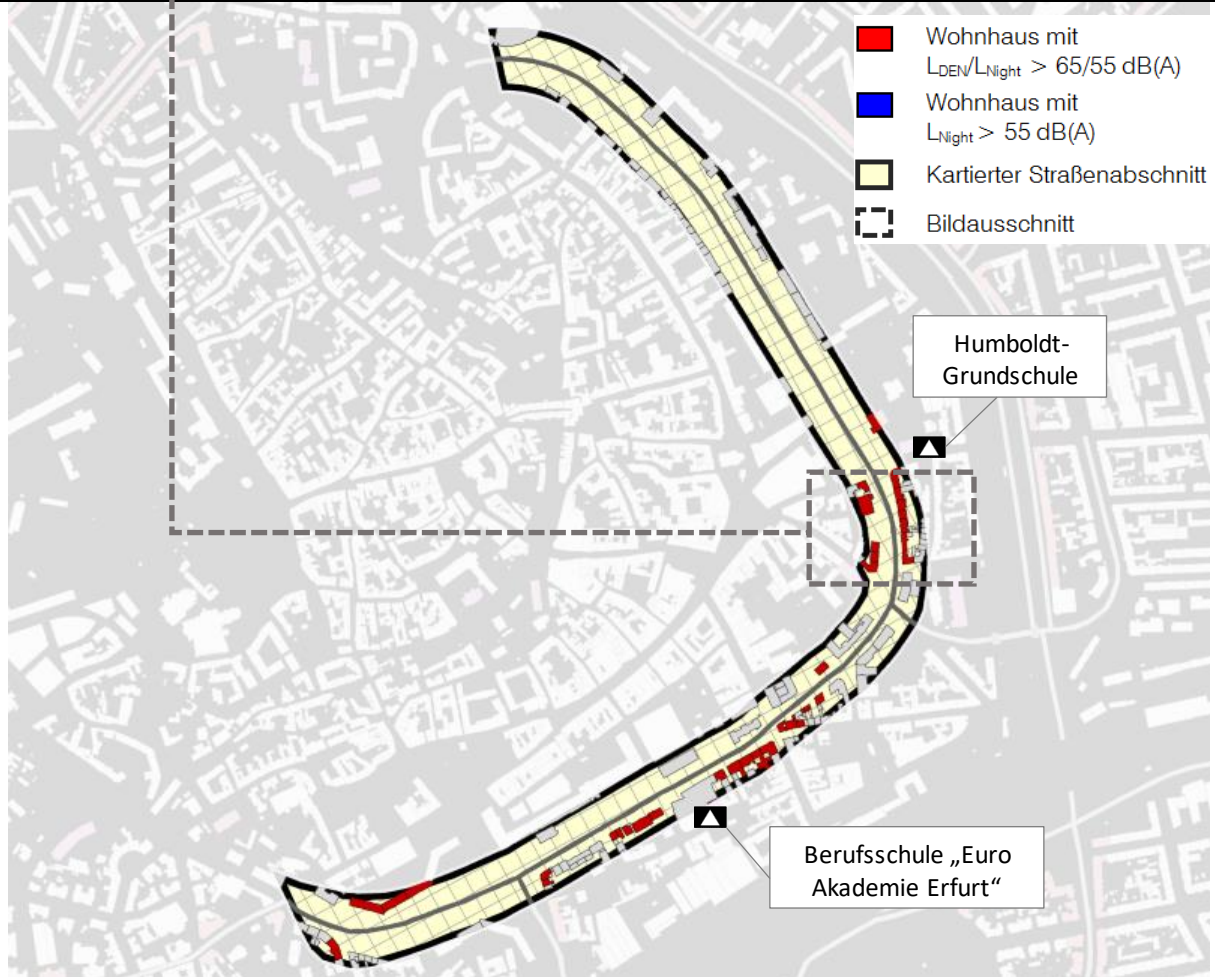 Wohnhaus mit
L_DEN/L_Night > 65/55 dB(A)
Wohnhaus mit
L_Night > 55 dB(A)
Kartierter Straßenabschnitt
Bildausschnitt
Humboldt-
Grundschule
Berufsschule „Euro
Akademie Erfurt“